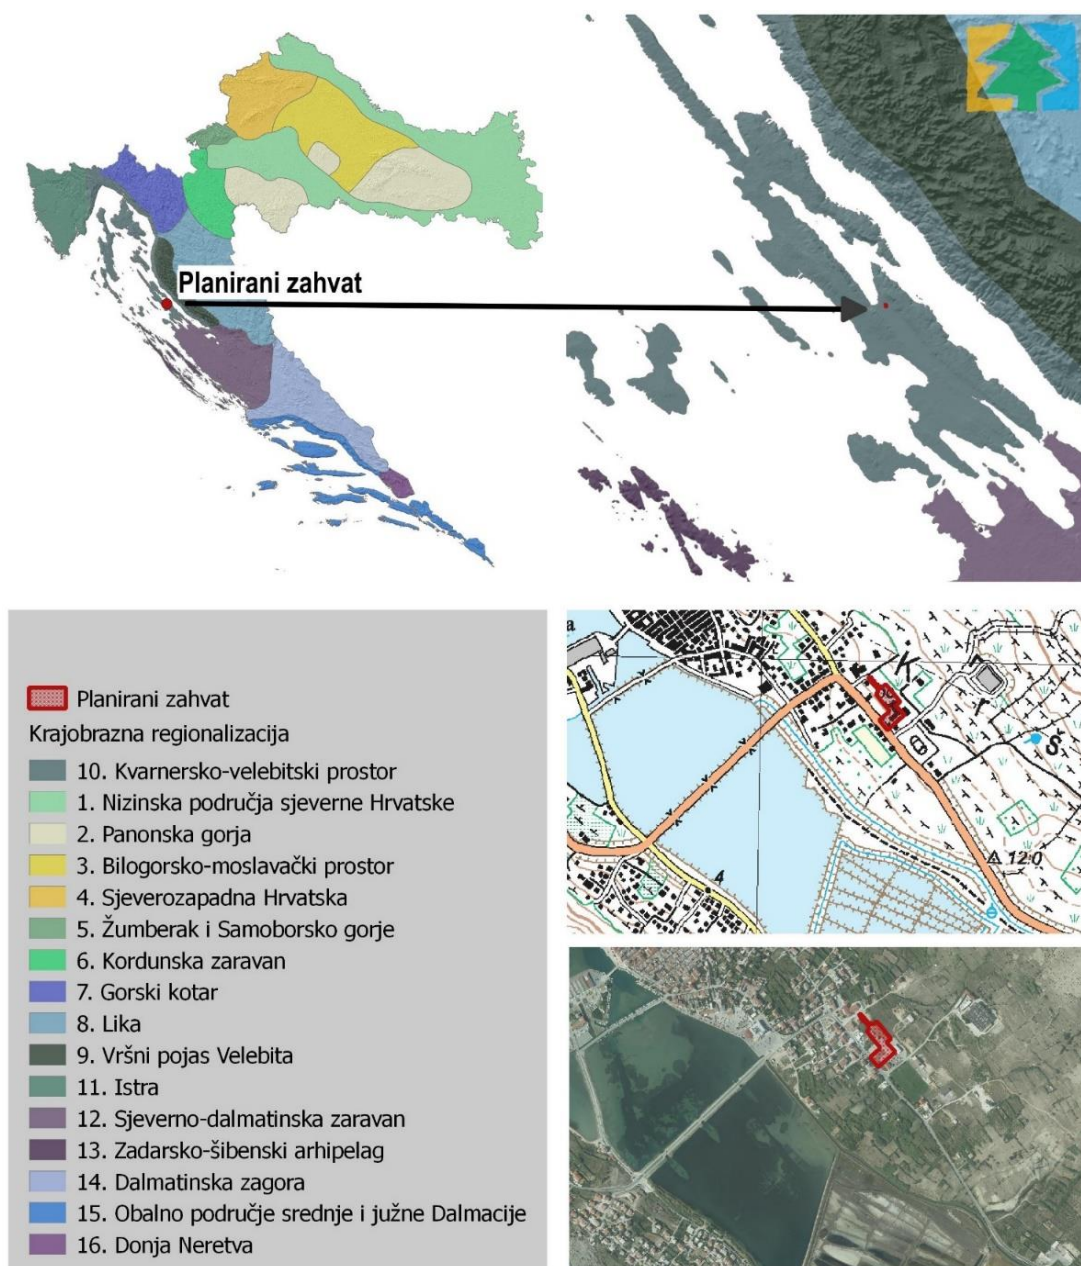 Planirani zahvat
Planirani zahvat
Krajobrazna regionalizacija
10. Kvarnersko-velebitski prostor
1. Nizinska područja sjeverne Hrvatske
2. Panonska gorja
3. Bilogorsko-moslavački prostor
4. Sjeverozapadna Hrvatska
5. Žumberak i Samoborsko gorje
6. Kordunska zaravan
7. Gorski kotar
8. Lika
9. Vršni pojas Velebita
11. Istra
12. Sjeverno-dalmatinska zaravan
13. Zadarsko-šibenski arhipelag
14. Dalmatinska zagora
15. Obalno područje srednje i južne Dalmacije
16. Donja Neretva
a
K
Š
120
4